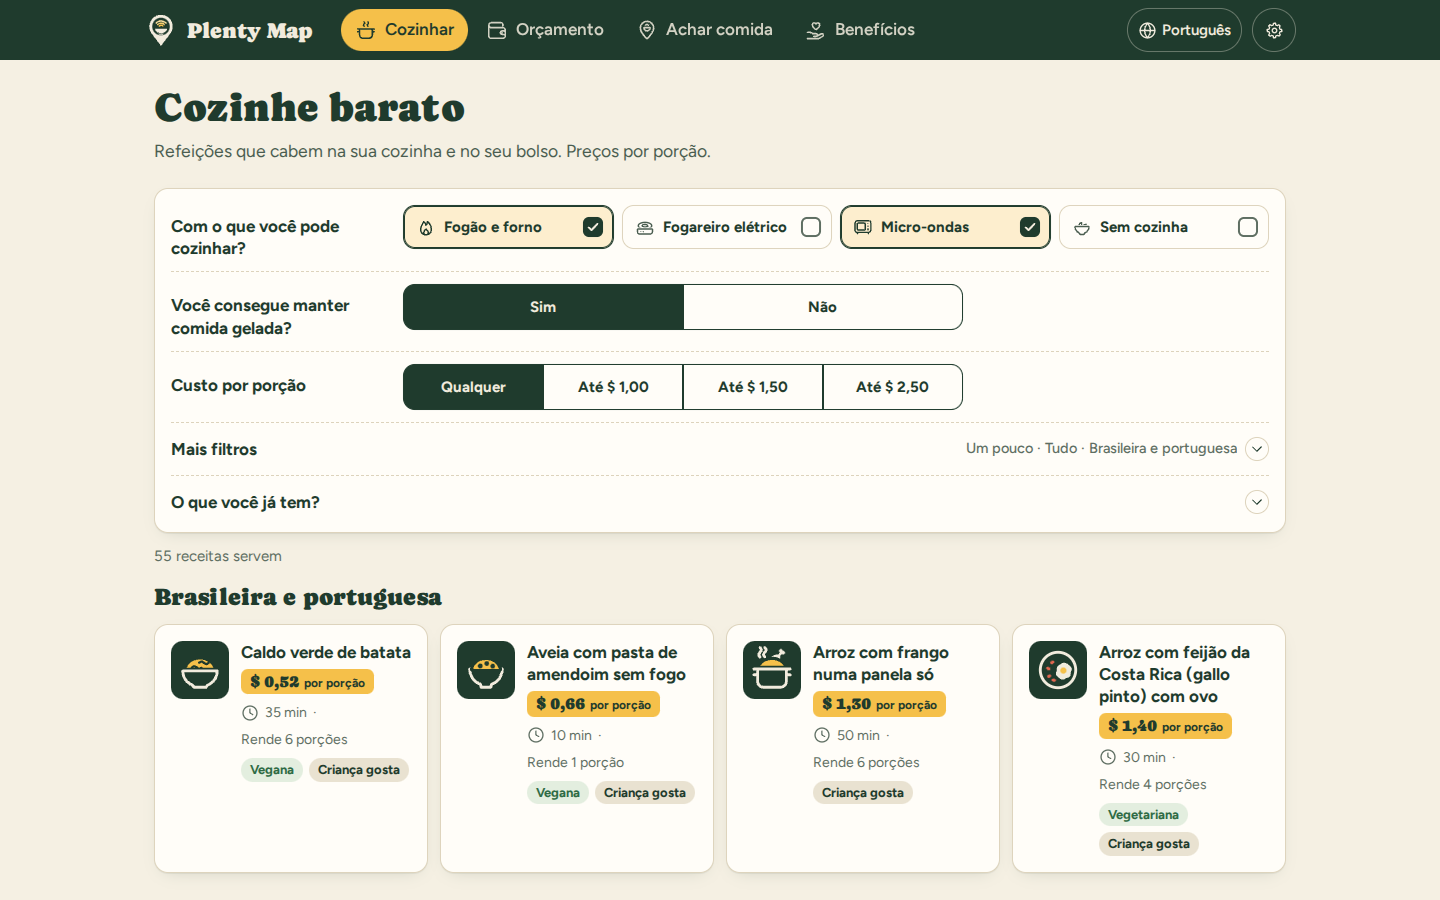 Plenty Map
Cozinhar
Orçamento
Achar comida
Benefícios
Português
Cozinhe barato
Refeições que cabem na sua cozinha e no seu bolso. Preços por porção.
Com o que você pode
cozinhar?
Fogão e forno
Fogareiro elétrico
Micro-ondas
Sem cozinha
Você consegue manter
comida gelada?
Sim
Não
Custo por porção
Qualquer
Até $ 1,00
Até $ 1,50
Até $ 2,50
Mais filtros
Um pouco · Tudo · Brasileira e portuguesa
O que você já tem?
55 receitas servem
Brasileira e portuguesa
Caldo verde de batata
$ 0,52 por porção
35 min ·
Rende 6 porções
Vegana
Criança gosta
Aveia com pasta de
amendoim sem fogo
$ 0,66 por porção
10 min ·
Rende 1 porção
Vegana
Criança gosta
Arroz com frango
numa panela só
$ 1,30 por porção
50 min ·
Rende 6 porções
Criança gosta
Arroz com feijão da
Costa Rica (gallo
pinto) com ovo
$ 1,40 por porção
30 min ·
Rende 4 porções
Vegetariana
Criança gosta